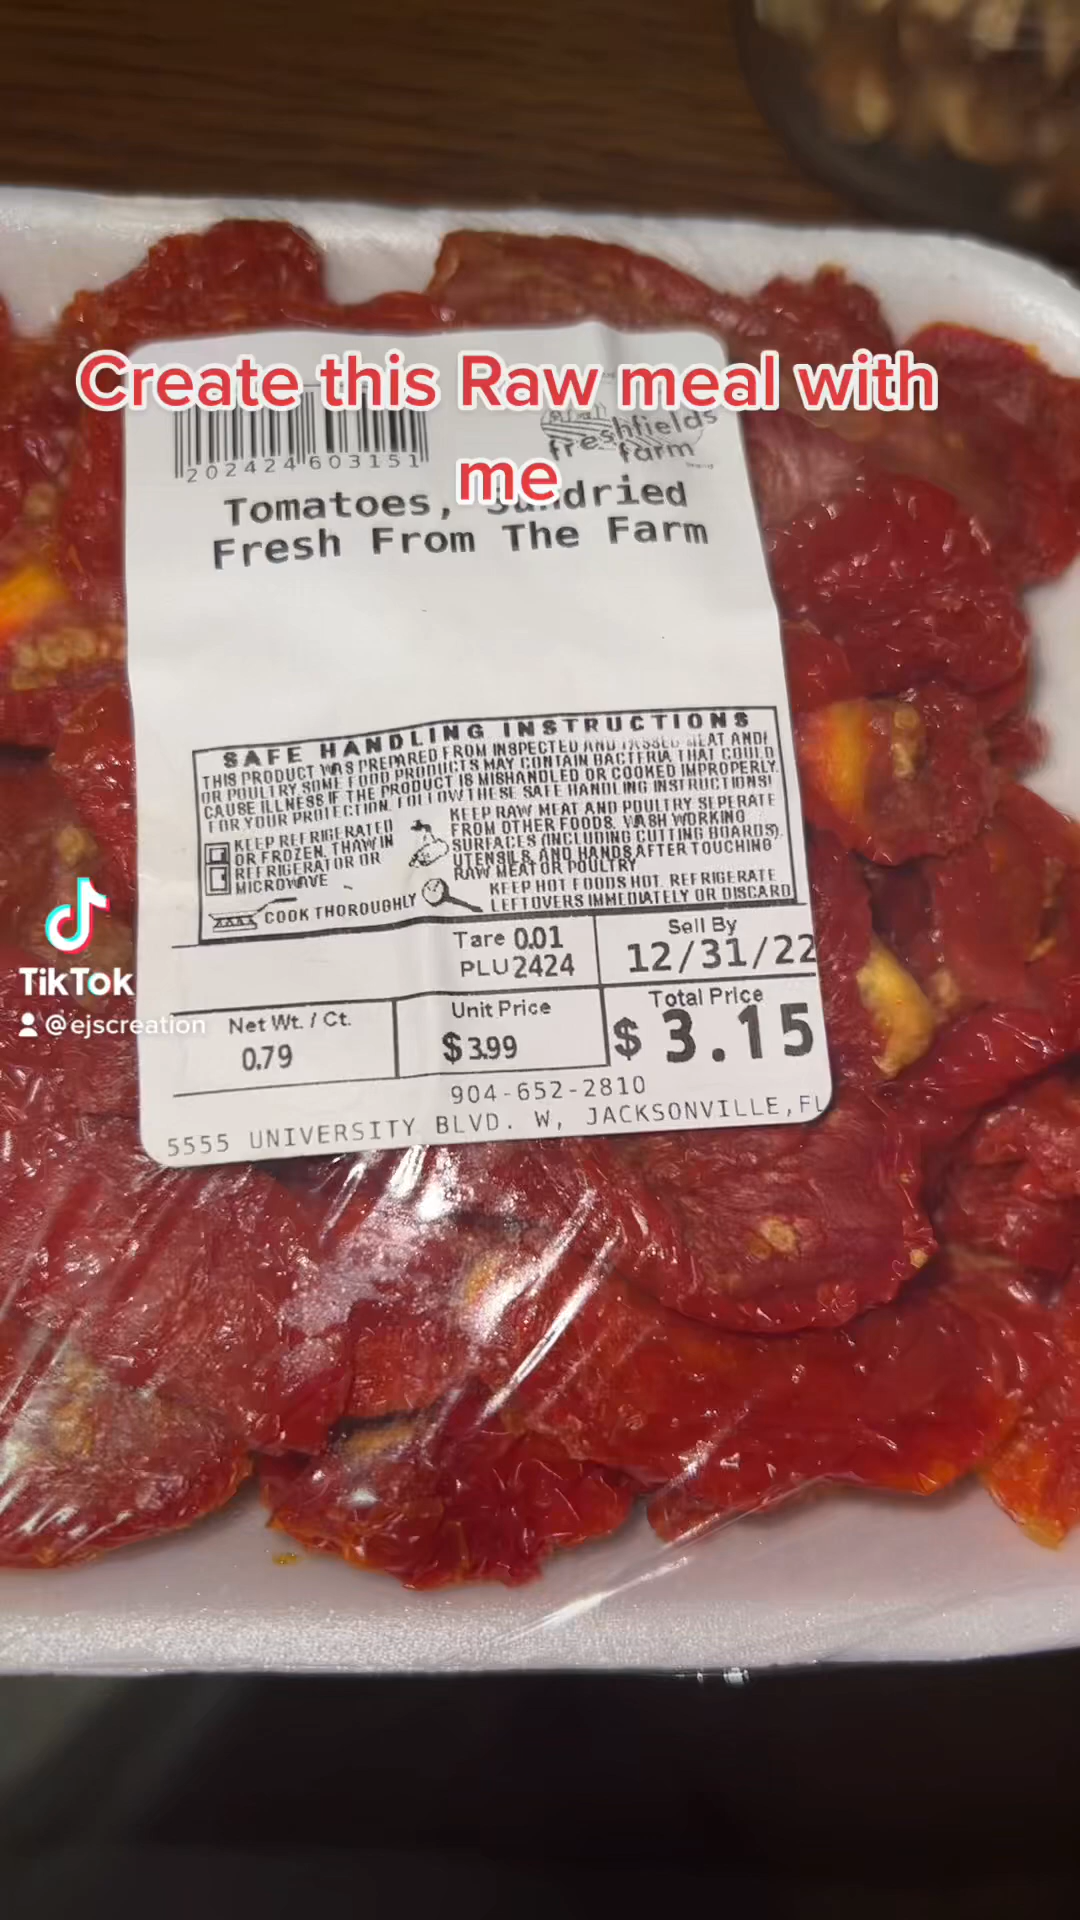 Create this Raw meal with
me
202424 603151
freshfields
farm
Tomatoes, Sundried
Fresh From The Farm
SAFE HANDLING INSTRUCTIONS
THIS PRODUCT WAS PREPARED FROM INSPECTED AND PASSED MEAT AND/
OR POULTRY. SOME FOOD PRODUCTS MAY CONTAIN BACTERIA THAT COULD
CAUSE ILLNESS IF THE PRODUCT IS MISHANDLED OR COOKED IMPROPERLY.
FOR YOUR PROTECTION, FOLLOW THESE SAFE HANDLING INSTRUCTIONS!
KEEP REFRIGERATED
OR FROZEN. THAW IN
REFRIGERATOR OR
MICROWAVE
KEEP RAW MEAT AND POULTRY SEPERATE
FROM OTHER FOODS. WASH WORKING
SURFACES (INCLUDING CUTTING BOARDS),
UTENSILS, AND HANDS AFTER TOUCHING
RAW MEAT OR POULTRY
COOK THOROUGHLY
KEEP HOT FOODS HOT. REFRIGERATE
LEFTOVERS IMMEDIATELY OR DISCARD
Tare 0.01
PLU 2424
Sell By
12/31/22
Net Wt. / Ct.
0.79
Unit Price
$3.99
Total Price
$3.15
904-652-2810
5555 UNIVERSITY BLVD. W, JACKSONVILLE, FL
TikTok
@ejscreation